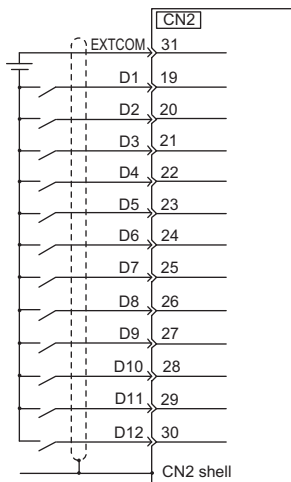 CN2
EXTCOM 31
D1 19
D2 20
D3 21
D4 22
D5 23
D6 24
D7 25
D8 26
D9 27
D10 28
D11 29
D12 30
CN2 shell